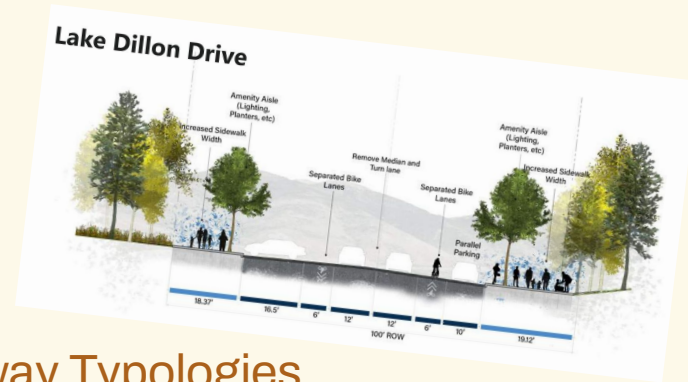 Lake Dillon Drive
Amenity Aisle
(Lighting,
Planters, etc)
Increased Sidewalk
Width
Separated Bike
Lanes
Remove Median and
Turn lane
Separated Bike
Lanes
Parallel
Parking
Amenity Aisle
(Lighting,
Planters, etc)
Increased Sidewalk
Width
18.37'
16.5'
6'
12'
12'
6'
10'
19.12'
100' ROW
way Typologies